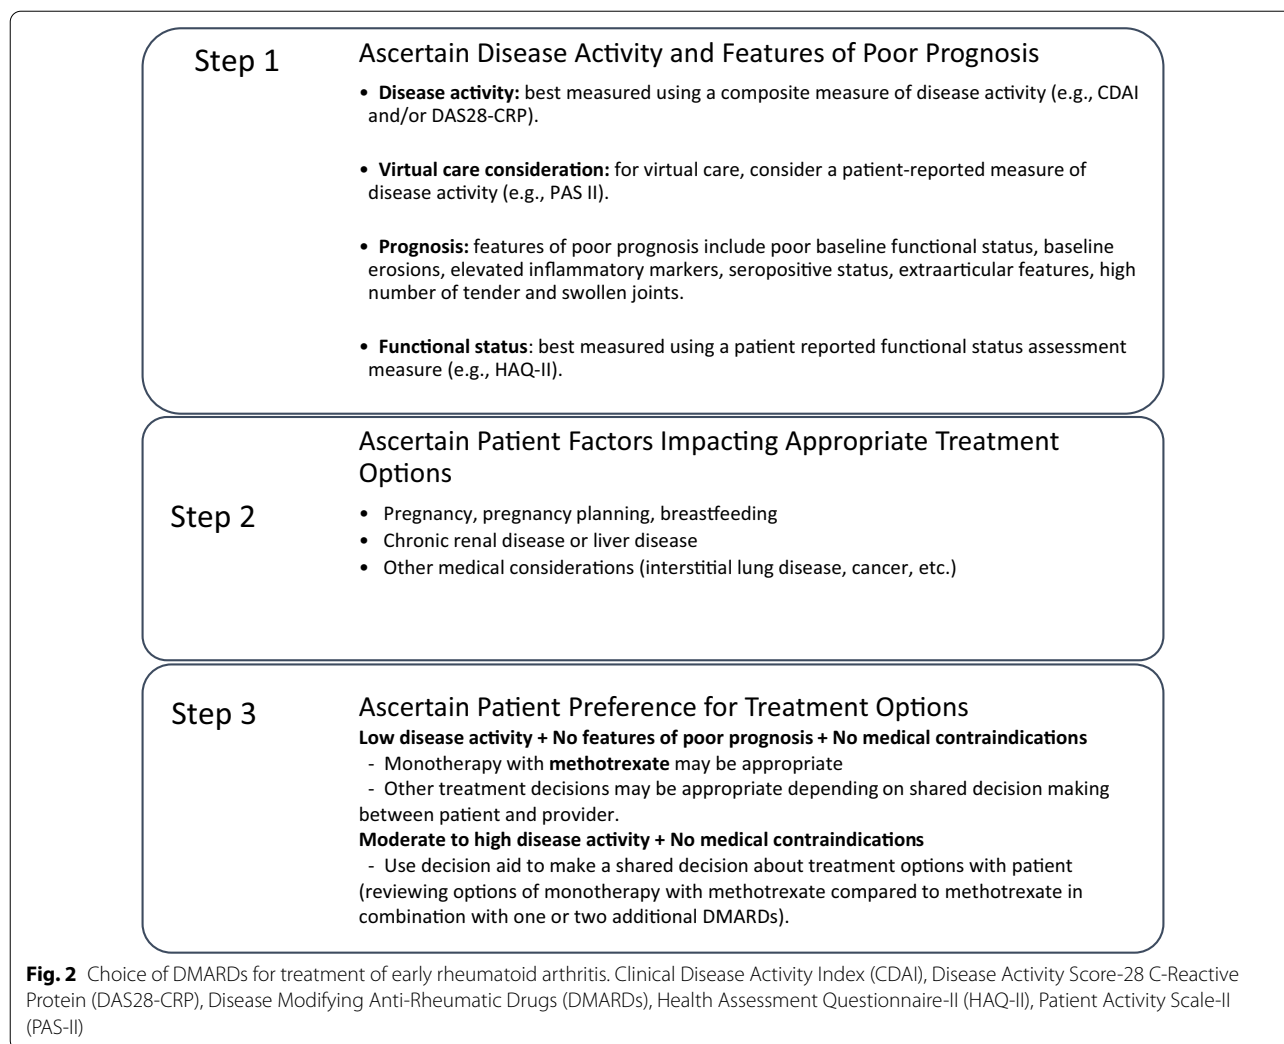 Step 1
Ascertain Disease Activity and Features of Poor Prognosis
• Disease activity: best measured using a composite measure of disease activity (e.g., CDAI
and/or DAS28-CRP).
• Virtual care consideration: for virtual care, consider a patient-reported measure of
disease activity (e.g., PAS II).
• Prognosis: features of poor prognosis include poor baseline functional status, baseline
erosions, elevated inflammatory markers, seropositive status, extraarticular features, high
number of tender and swollen joints.
• Functional status: best measured using a patient reported functional status assessment
measure (e.g., HAQ-II).
Step 2
Ascertain Patient Factors Impacting Appropriate Treatment
Options
• Pregnancy, pregnancy planning, breastfeeding
• Chronic renal disease or liver disease
• Other medical considerations (interstitial lung disease, cancer, etc.)
Step 3
Ascertain Patient Preference for Treatment Options
Low disease activity + No features of poor prognosis + No medical contraindications
- Monotherapy with methotrexate may be appropriate
- Other treatment decisions may be appropriate depending on shared decision making
between patient and provider.
Moderate to high disease activity + No medical contraindications
- Use decision aid to make a shared decision about treatment options with patient
(reviewing options of monotherapy with methotrexate compared to methotrexate in
combination with one or two additional DMARDs).
Fig. 2 Choice of DMARDs for treatment of early rheumatoid arthritis. Clinical Disease Activity Index (CDAI), Disease Activity Score-28 C-Reactive
Protein (DAS28-CRP), Disease Modifying Anti-Rheumatic Drugs (DMARDs), Health Assessment Questionnaire-II (HAQ-II), Patient Activity Scale-II
(PAS-II)